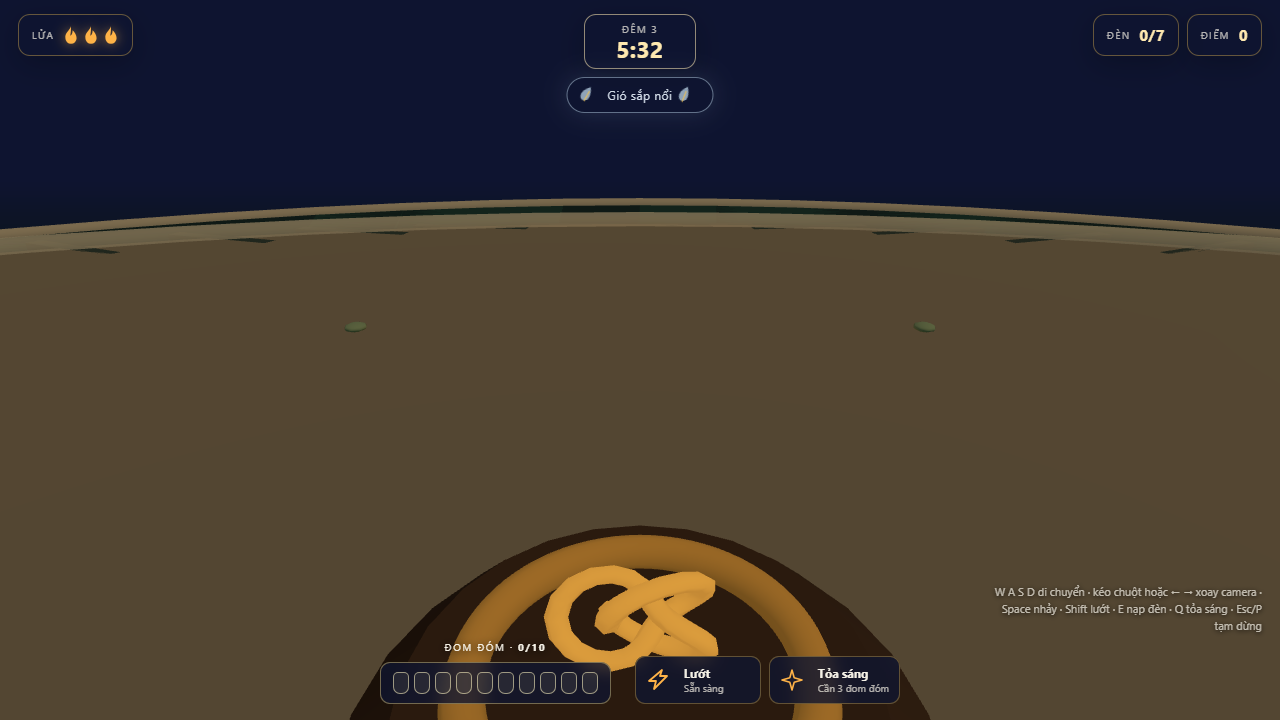 LỬA
ĐÊM 3
5:32
Gió sắp nổi
ĐÈN 0/7
ĐIỂM 0
W A S D di chuyển · kéo chuột hoặc ← → xoay camera ·
Space nhảy · Shift lướt · E nạp đèn · Q tỏa sáng · Esc/P
tạm dừng
ĐOM ĐÓM · 0/10
Lướt
Sẵn sàng
Tỏa sáng
Cần 3 đom đóm